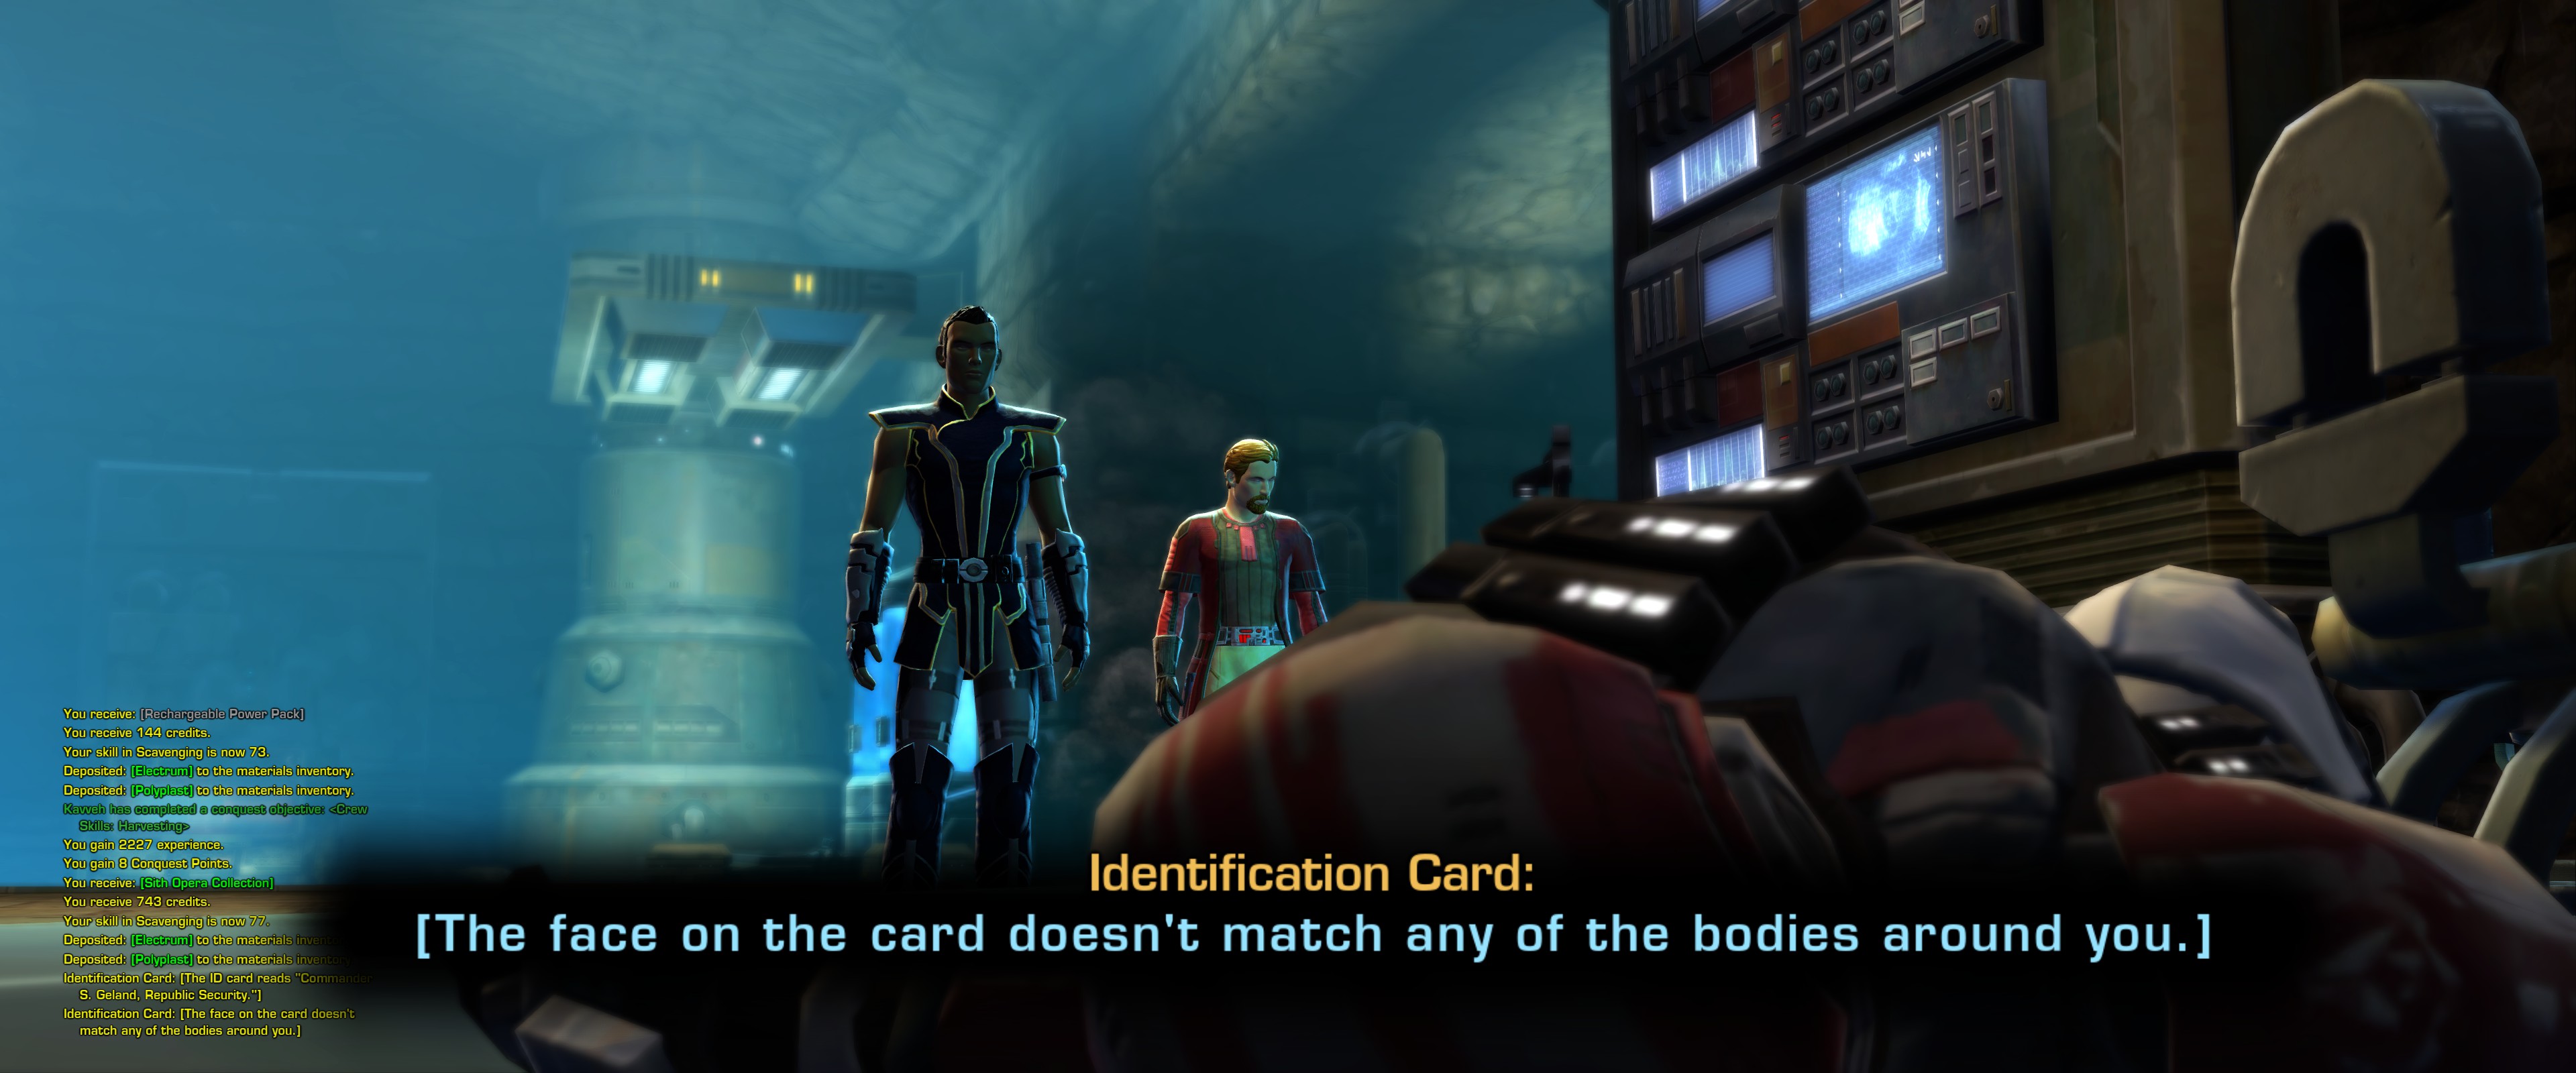 You receive: [Rechargeable Power Pack]
You receive 144 credits.
Your skill in Scavenging is now 73.
Deposited: [Electrum] to the materials inventory.
Deposited: [Polyplast] to the materials inventory.
Kavveh has completed a conquest objective: <Crew
Skills: Harvesting>
You gain 2227 experience.
You gain 8 Conquest Points.
You receive: [Sith Opera Collection]
You receive 743 credits.
Your skill in Scavenging is now 77.
Deposited: [Electrum] to the materials inventory.
Deposited: [Polyplast] to the materials inventory.
Identification Card: [The ID card reads "Commander
S. Geland, Republic Security."]
Identification Card: [The face on the card doesn't
match any of the bodies around you.]
Identification Card:
[The face on the card doesn't match any of the bodies around you.]